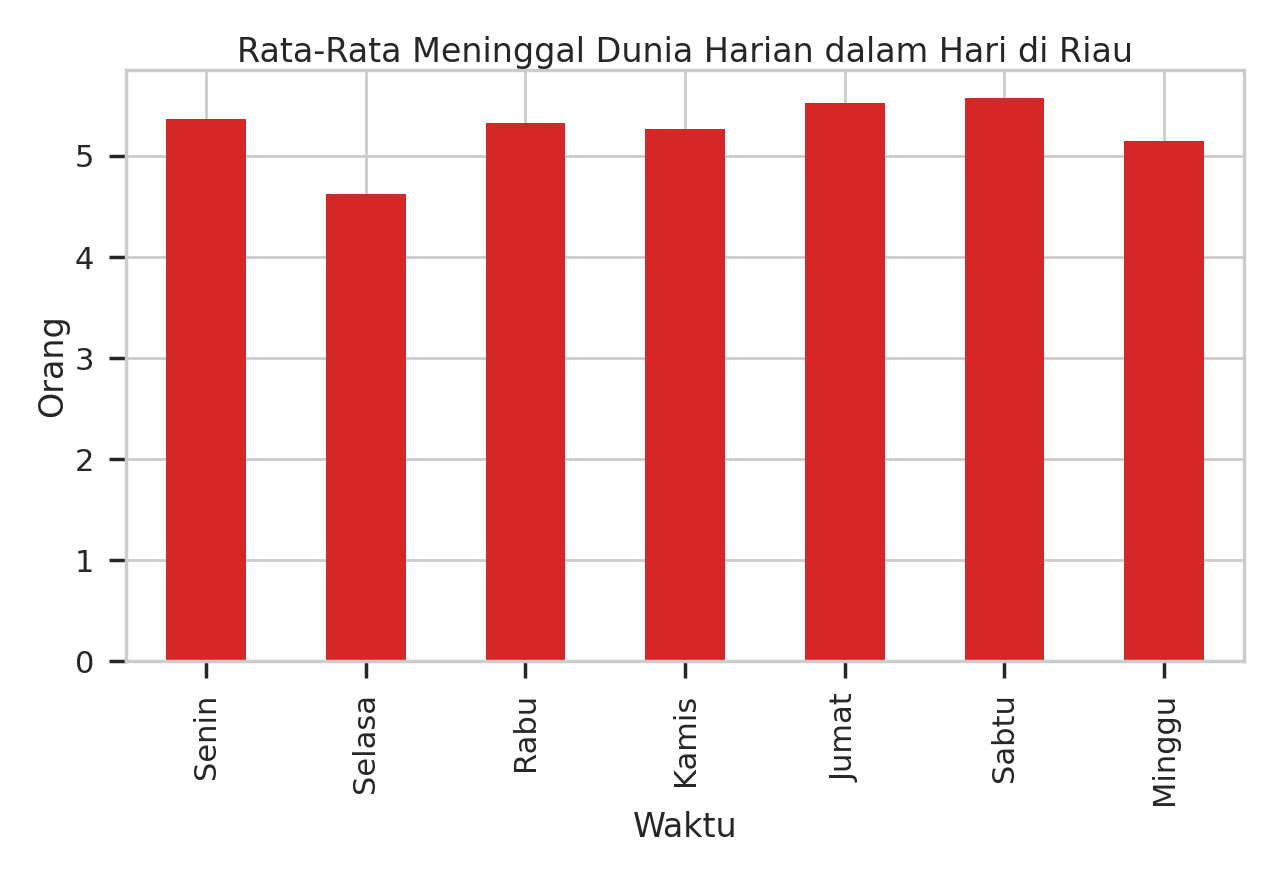 Rata-Rata Meninggal Dunia Harian dalam Hari di Riau
Orang
5
4
3
2
1
0
Senin
Selasa
Rabu
Kamis
Jumat
Sabtu
Minggu
Waktu